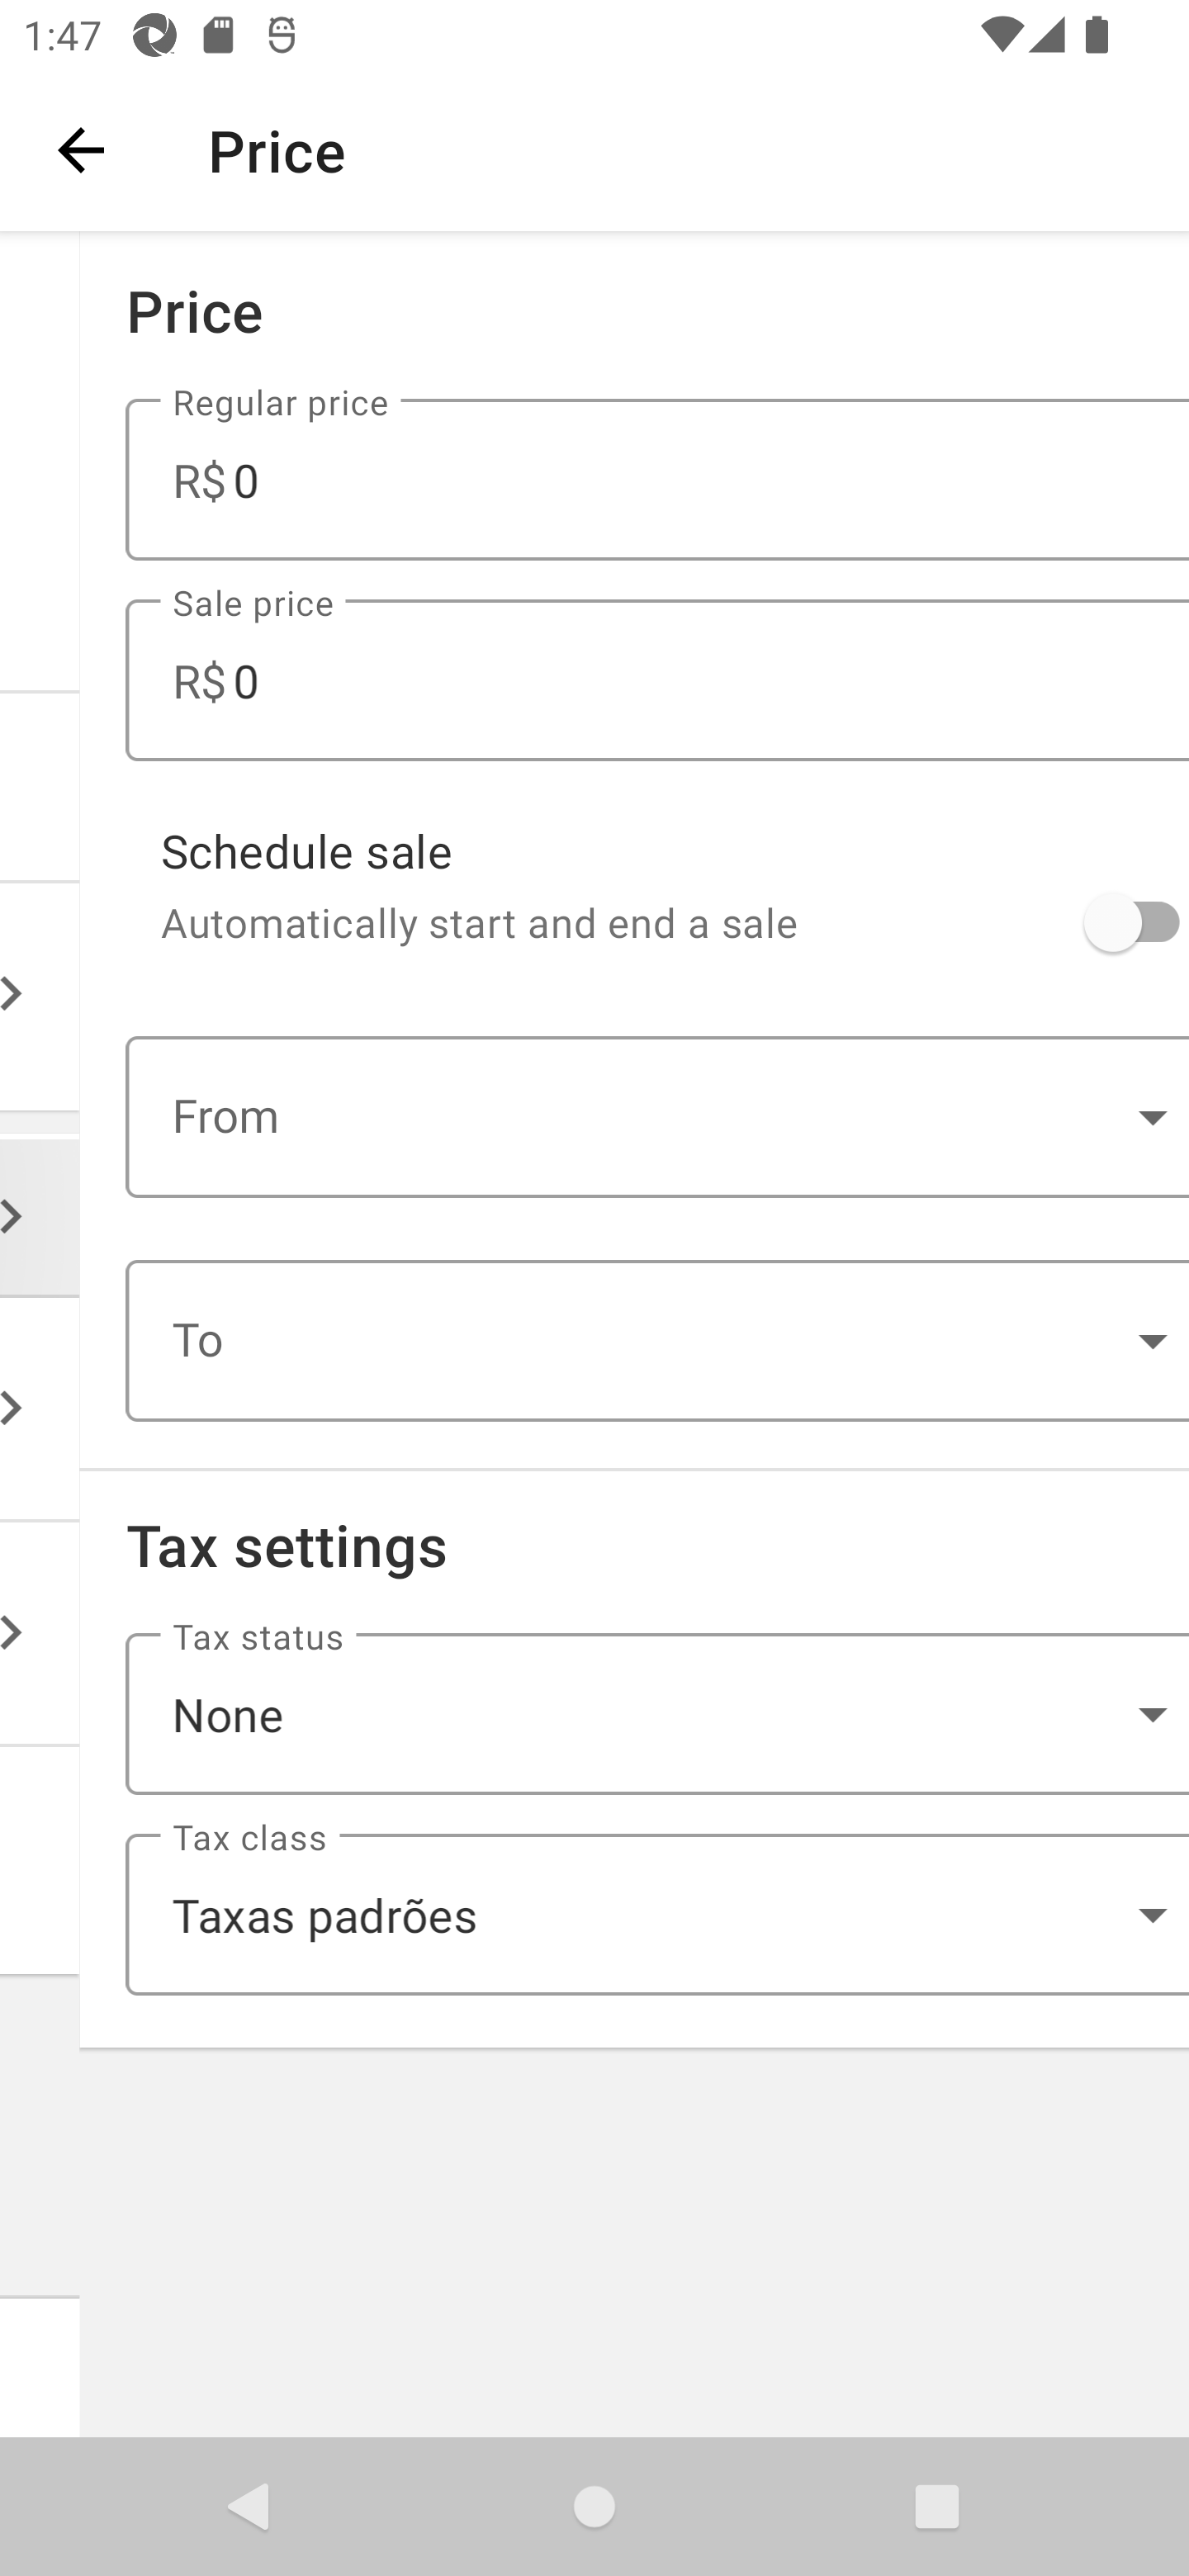 1:47
Price
Price
Regular price
R$ 0
Sale price
R$ 0
Schedule sale
Automatically start and end a sale
From
To
Tax settings
Tax status
None
Tax class
Taxas padrões